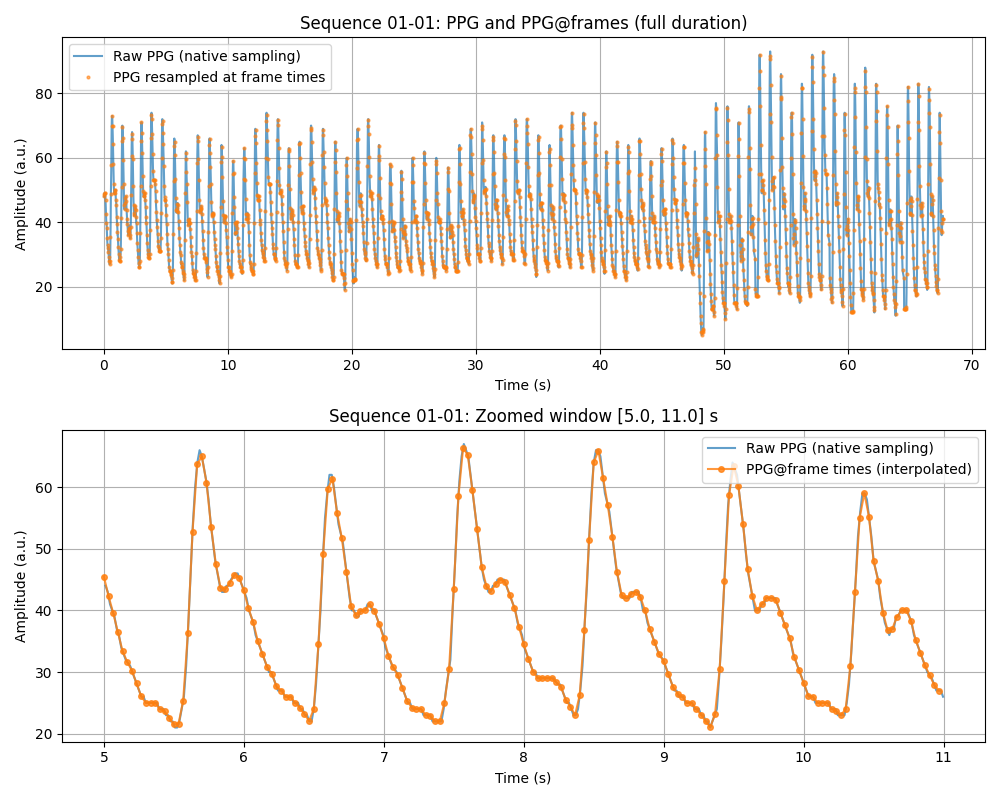 Sequence 01-01: PPG and PPG@frames (full duration)
Raw PPG (native sampling)
PPG resampled at frame times
Amplitude (a.u.)
80
60
40
20
0 10 20 30 40 50 60 70
Time (s)
Sequence 01-01: Zoomed window [5.0, 11.0] s
Raw PPG (native sampling)
PPG@frame times (interpolated)
Amplitude (a.u.)
60
50
40
30
20
5 6 7 8 9 10 11
Time (s)